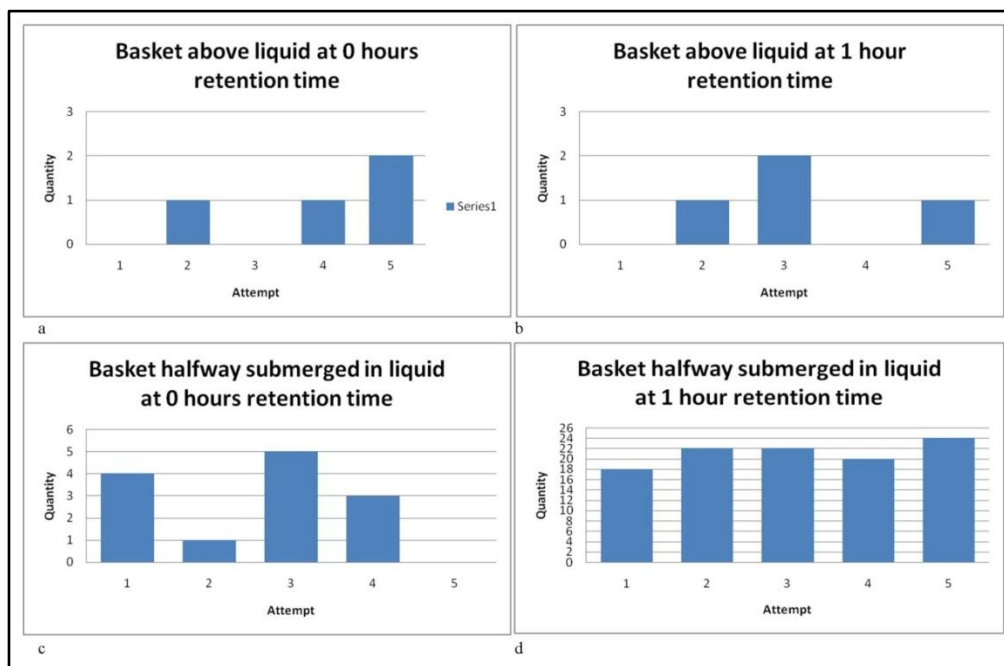 Basket above liquid at 0 hours
retention time
3
2
1
0
Quantity
1 2 3 4 5
Attempt
Series1
a
Basket above liquid at 1 hour
retention time
3
2
1
0
Quantity
1 2 3 4 5
Attempt
b
Basket halfway submerged in liquid
at 0 hours retention time
6
5
4
3
2
1
0
Quantity
1 2 3 4 5
Attempt
c
Basket halfway submerged in liquid
at 1 hour retention time
26
24
22
20
18
16
14
12
10
8
6
4
2
0
Quantity
1 2 3 4 5
Attempt
d